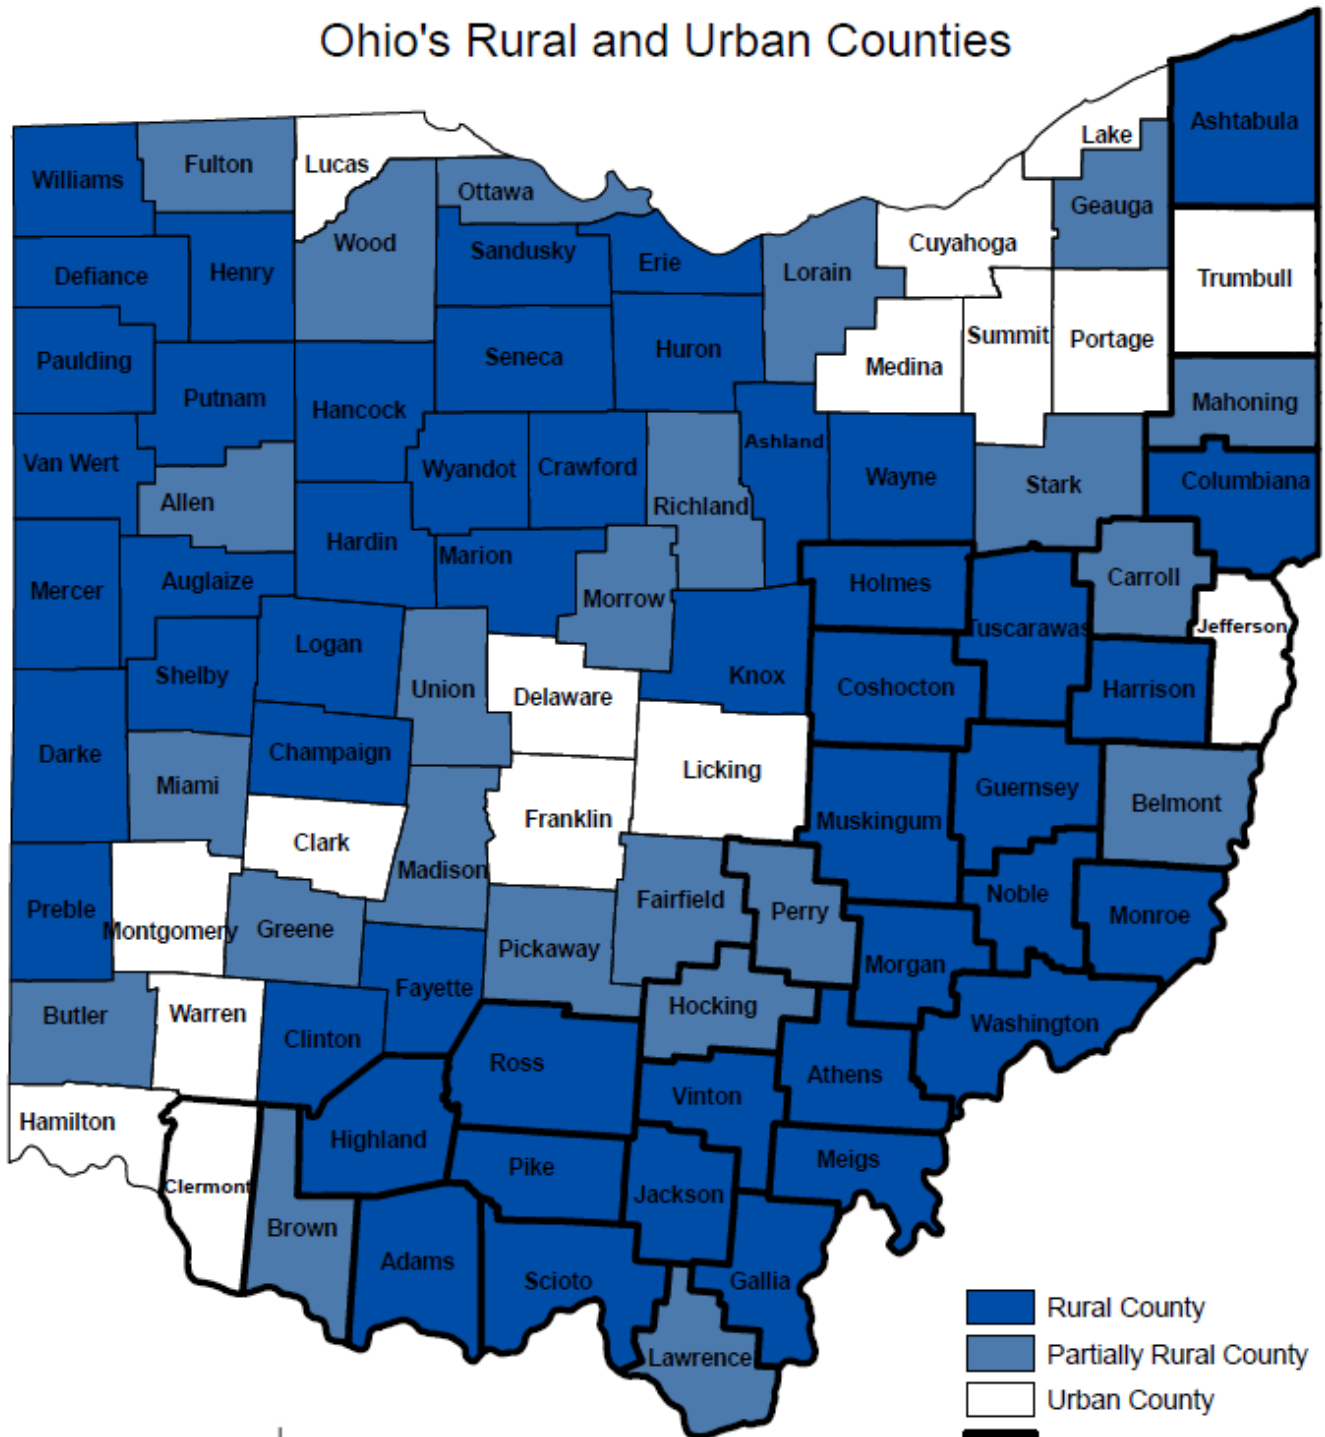 Ohio's Rural and Urban Counties
Ashtabula
Lake
Williams
Fulton
Lucas
Ottawa
Geauga
Wood
Cuyahoga
Sandusky
Erie
Lorain
Defiance
Henry
Trumbull
Summit
Portage
Paulding
Seneca
Huron
Medina
Putnam
Hancock
Mahoning
Ashland
Van Wert
Wyandot
Crawford
Wayne
Stark
Columbiana
Allen
Richland
Hardin
Marion
Auglaize
Mercer
Morrow
Holmes
Carroll
Tuscarawas
Jefferson
Logan
Shelby
Union
Delaware
Knox
Coshocton
Harrison
Darke
Champaign
Miami
Licking
Guernsey
Belmont
Clark
Franklin
Muskingum
Madison
Preble
Fairfield
Perry
Noble
Monroe
Montgomery
Greene
Pickaway
Morgan
Fayette
Butler
Warren
Hocking
Washington
Clinton
Ross
Athens
Vinton
Hamilton
Highland
Pike
Meigs
Clermont
Jackson
Brown
Adams
Scioto
Gallia
Lawrence
Rural County
Partially Rural County
Urban County